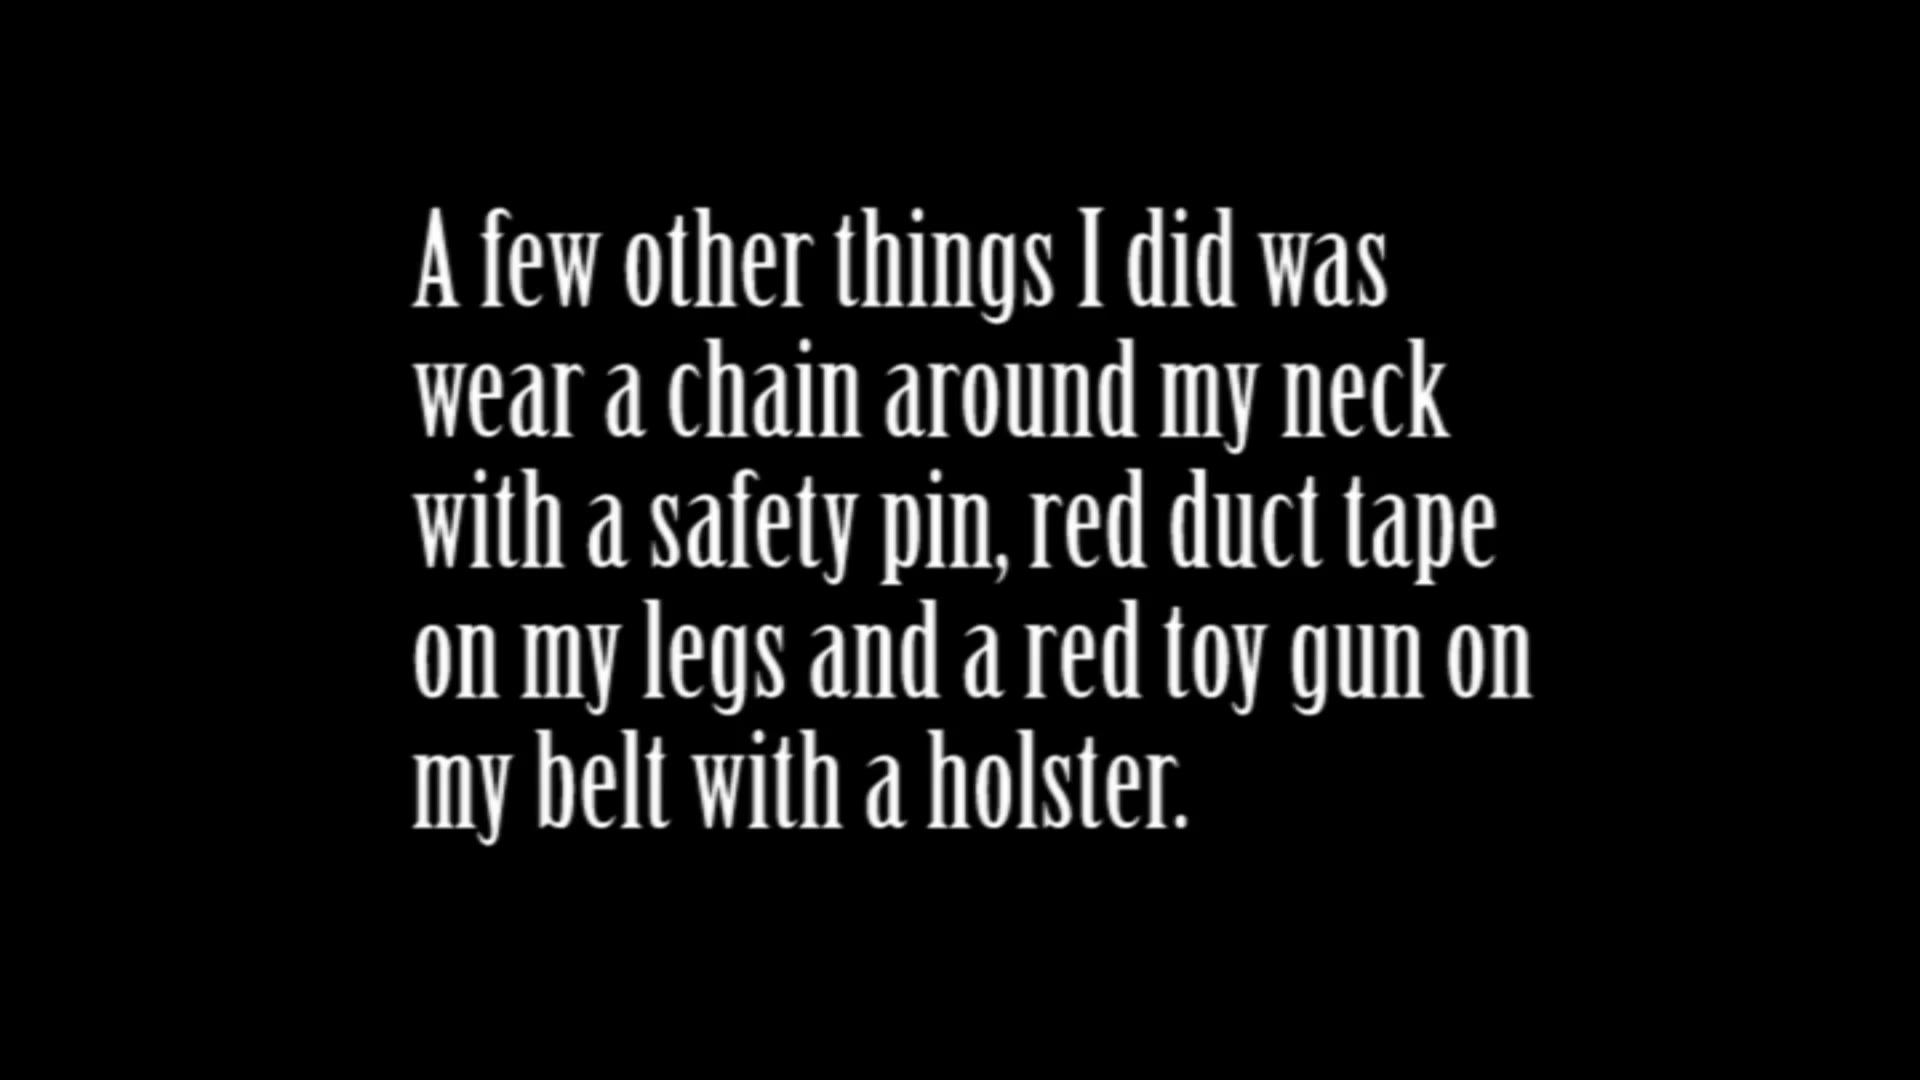 A few other things I did was
wear a chain around my neck
with a safety pin, red duct tape
on my legs and a red toy gun on
my belt with a holster.